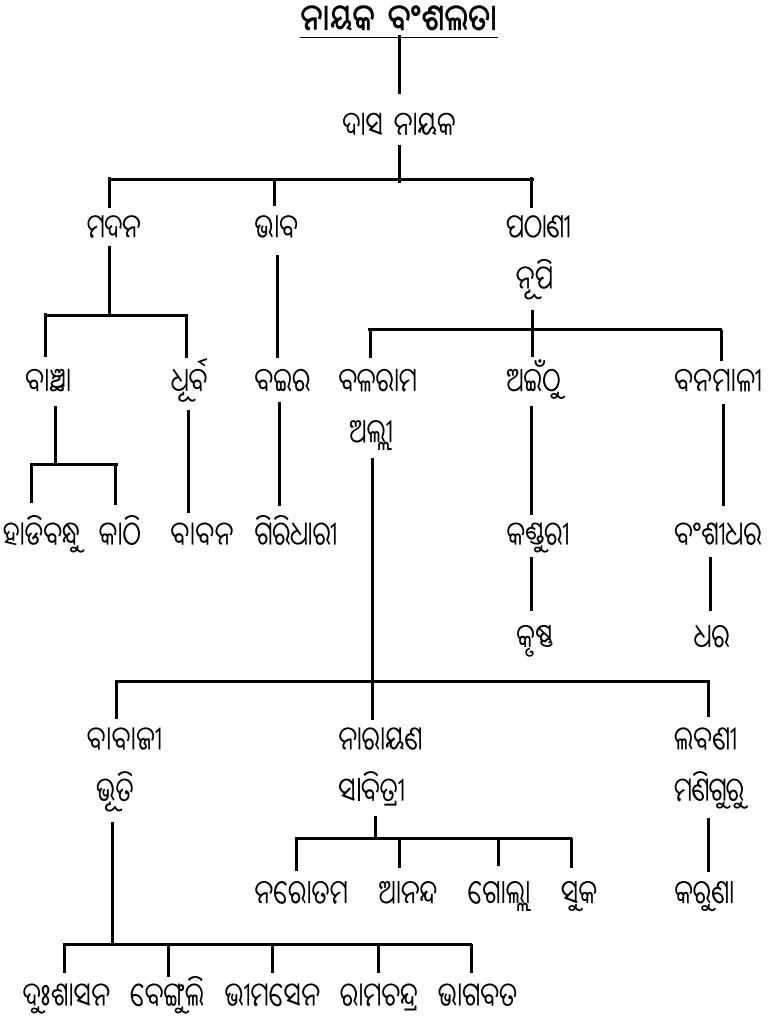 ନାୟକ ବଂଶଲତା
ଦାସ ନାୟକ
ମଦନ ଭାବ ପଠାଣୀ
ନୂପି
ବାଞ୍ଛା ଧୂର୍ବ ବଇର ବଳରାମ ଅଇଁଠୁ ବନମାଳୀ
ଅଲ୍ଲୀ
ହାଡିବନ୍ଧୁ କାଠି ବାବନ ଗିରିଧାରୀ କଣ୍ଡୁରୀ ବଂଶୀଧର
କୃଷ୍ଣ ଧର
ବାବାଜୀ ନାରାୟଣ ଲବଣୀ
ଭୂତି ସାବିତ୍ରୀ ମଣିଗୁରୁ
ନରୋତମ ଆନନ୍ଦ ଗୋଲ୍ଲା ସୁକ କରୁଣା
ଦୁଃଶାସନ ବେଙ୍ଗୁଲି ଭୀମସେନ ରାମଚନ୍ଦ୍ର ଭାଗବତ